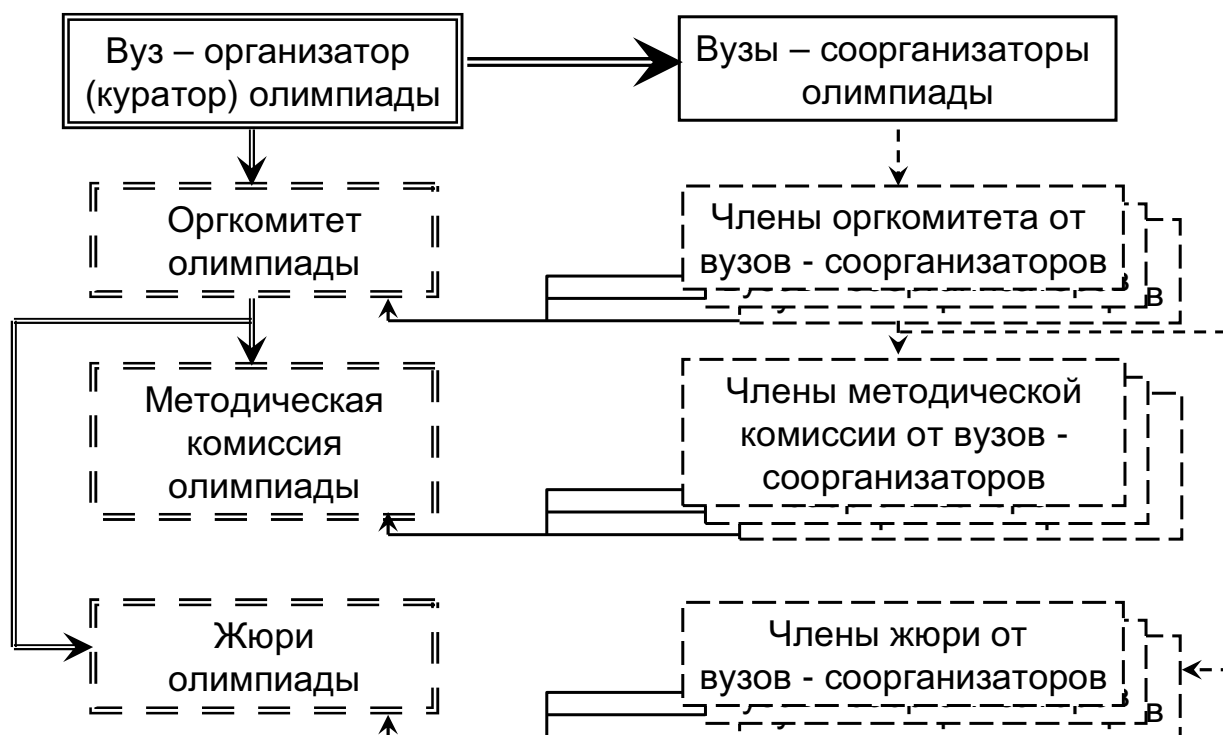 Вуз – организатор
(куратор) олимпиады
Вузы – соорганизаторы
олимпиады
Оргкомитет
олимпиады
Члены оргкомитета от
вузов - соорганизаторов
Методическая
комиссия
олимпиады
Члены методической
комиссии от вузов -
соорганизаторов
Жюри
олимпиады
Члены жюри от
вузов - соорганизаторов